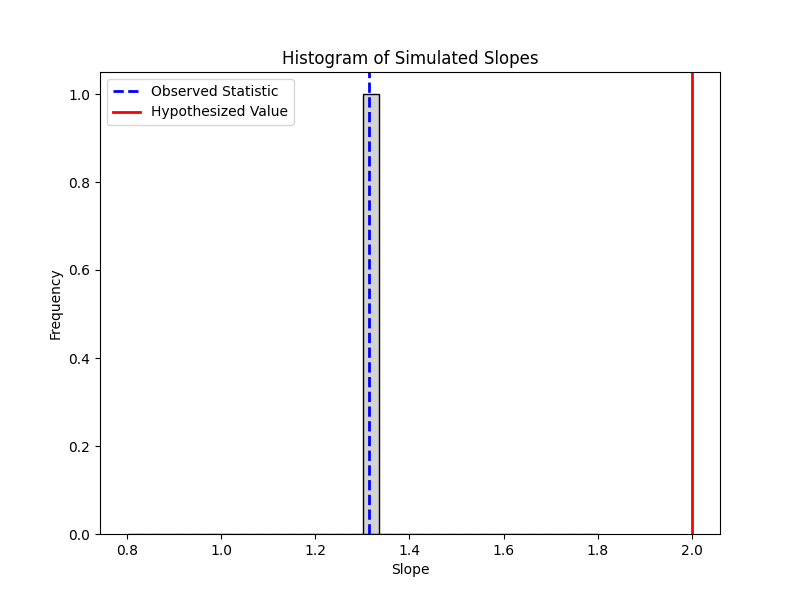 Histogram of Simulated Slopes
Observed Statistic
Hypothesized Value
1.0
0.8
0.6
0.4
0.2
0.0
Frequency
0.8 1.0 1.2 1.4 1.6 1.8 2.0
Slope